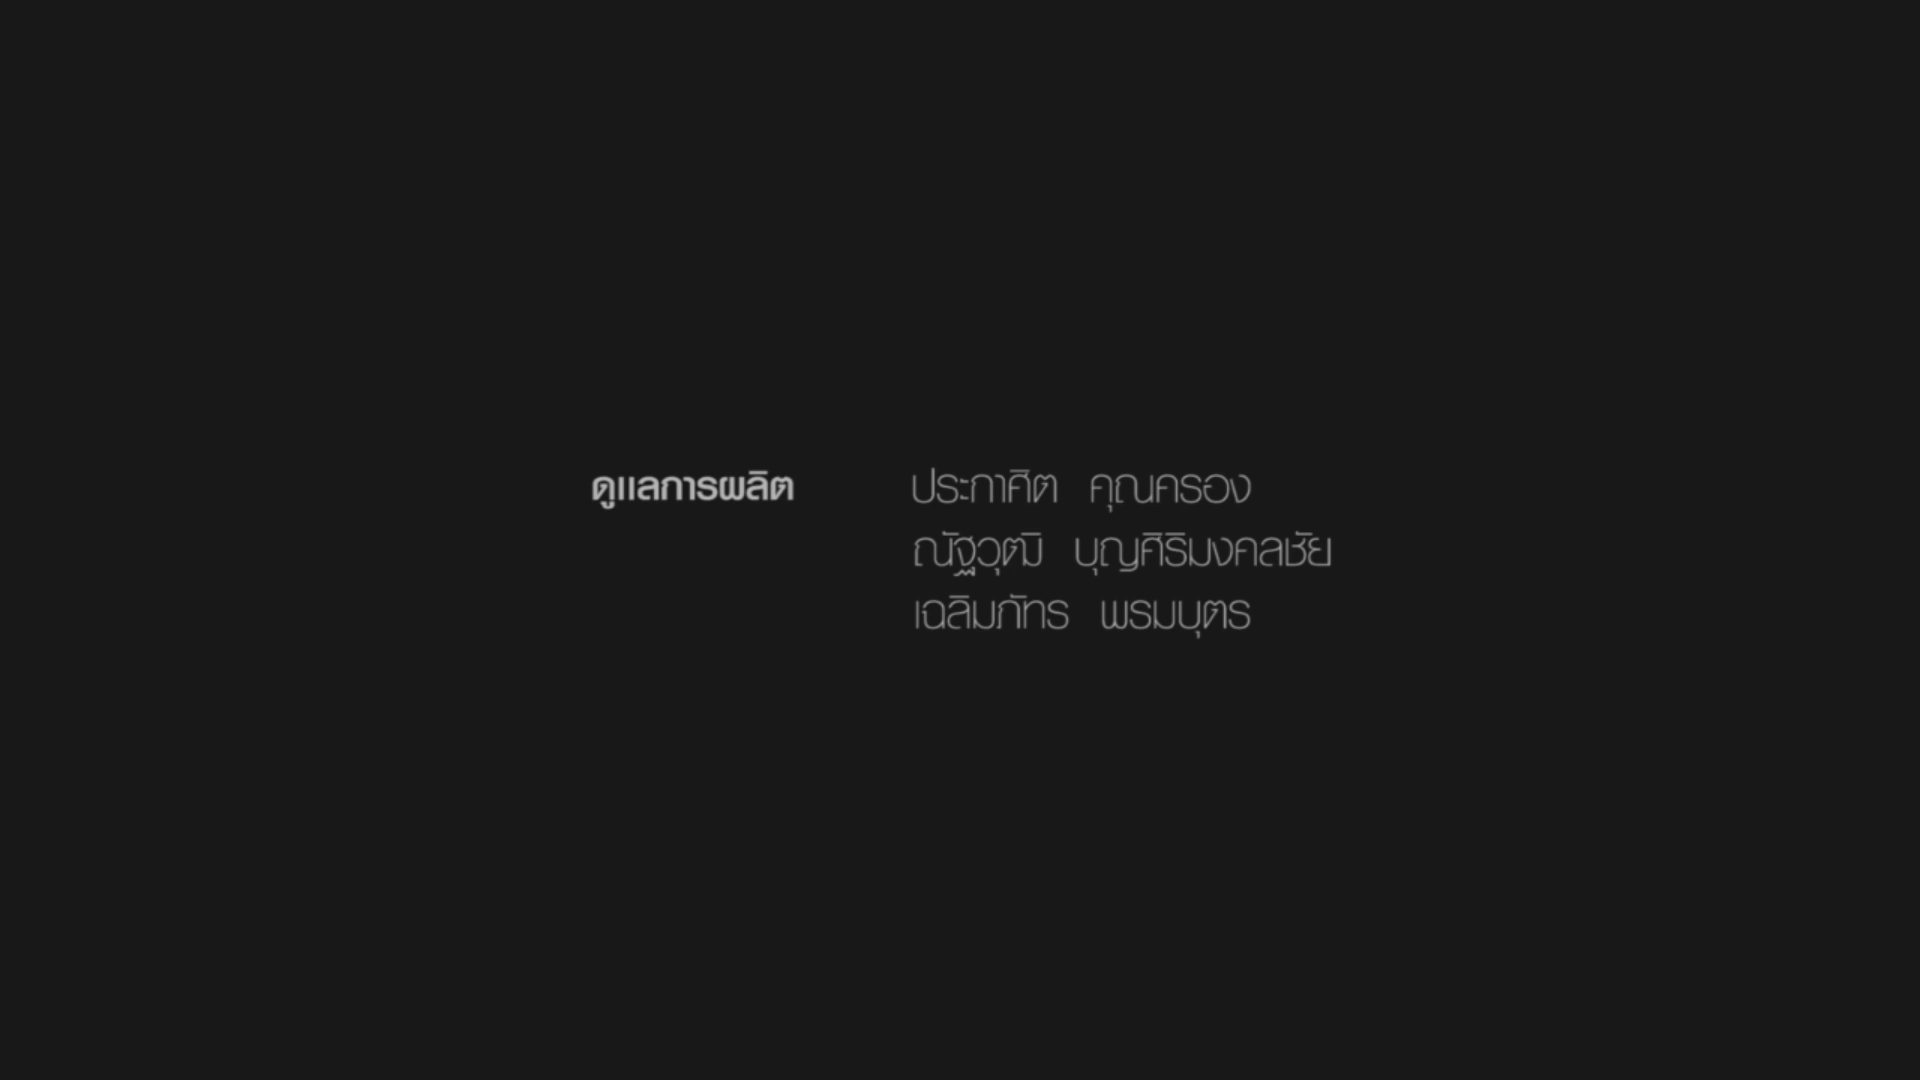 ดูแลการผลิต ประกาศิต คุณครอง
ณัฐวุฒิ บุญศิริมงคลชัย
เฉลิมภัทร พรมบุตร